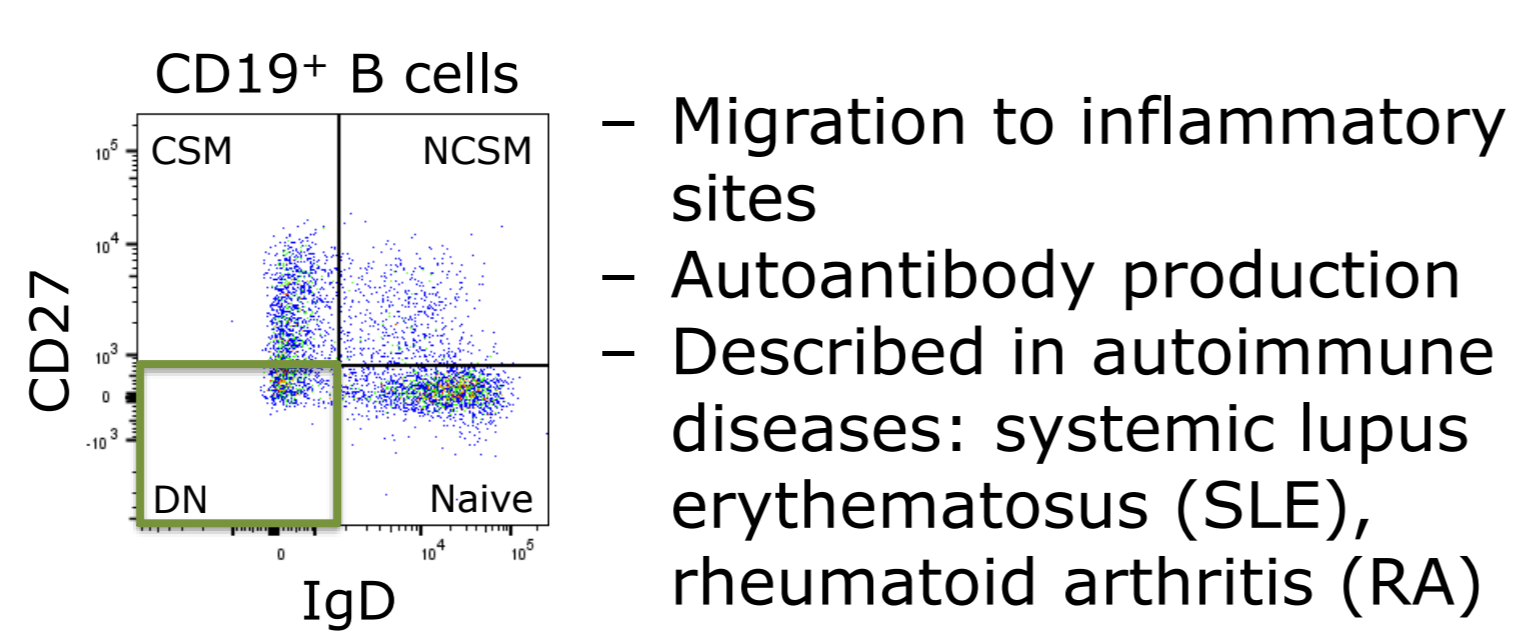 CD19⁺ B cells
CSM
NCSM
10⁵
10⁴
10³
0
-10³
CD27
DN
Naive
0
10⁴
10⁵
IgD
– Migration to inflammatory
sites
– Autoantibody production
– Described in autoimmune
diseases: systemic lupus
erythematosus (SLE),
rheumatoid arthritis (RA)